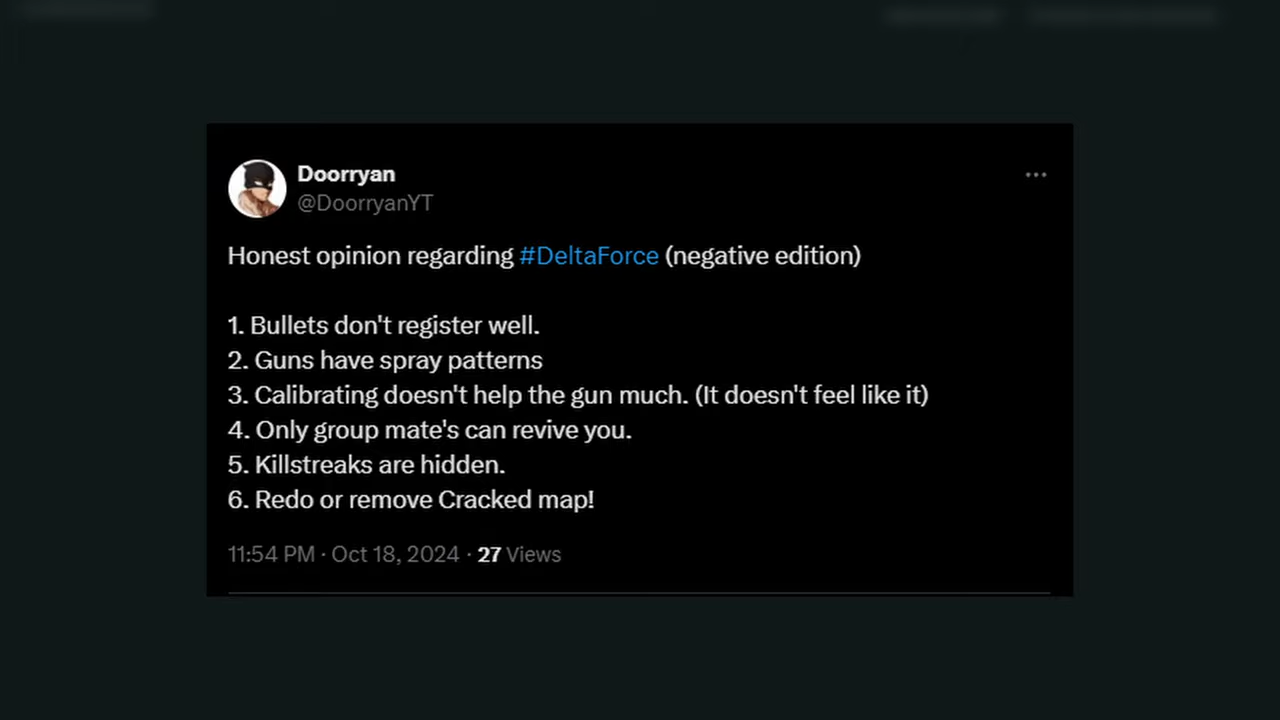 Doorryan
@DoorryanYT
Honest opinion regarding #DeltaForce (negative edition)
1. Bullets don't register well.
2. Guns have spray patterns
3. Calibrating doesn't help the gun much. (It doesn't feel like it)
4. Only group mate's can revive you.
5. Killstreaks are hidden.
6. Redo or remove Cracked map!
11:54 PM · Oct 18, 2024 · 27 Views